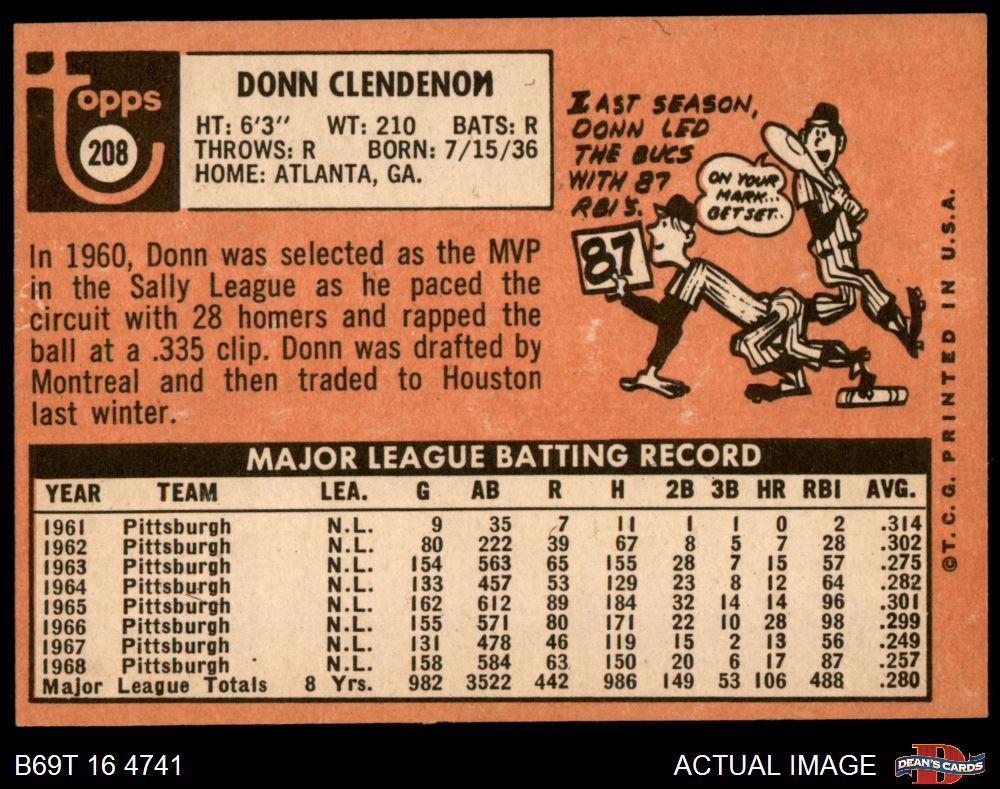 Topps
208
DONN CLENDENON
HT: 6'3" WT: 210 BATS: R
THROWS: R BORN: 7/15/36
HOME: ATLANTA, GA.
LAST SEASON,
DONN LED
THE BUCS
WITH 87
RBI'S.
ON YOUR
MARK...
GET SET..
87
In 1960, Donn was selected as the MVP
in the Sally League as he paced the
circuit with 28 homers and rapped the
ball at a .335 clip. Donn was drafted by
Montreal and then traded to Houston
last winter.
MAJOR LEAGUE BATTING RECORD
YEAR TEAM LEA. G AB R H 2B 3B HR RBI AVG.
1961 Pittsburgh N.L. 9 35 7 11 1 1 0 2 .314
1962 Pittsburgh N.L. 80 222 39 67 8 5 7 28 .302
1963 Pittsburgh N.L. 154 563 65 155 28 7 15 57 .275
1964 Pittsburgh N.L. 133 457 53 129 23 8 12 64 .282
1965 Pittsburgh N.L. 162 612 89 184 32 14 14 96 .301
1966 Pittsburgh N.L. 155 571 80 171 22 10 28 98 .299
1967 Pittsburgh N.L. 131 478 46 119 15 2 13 56 .249
1968 Pittsburgh N.L. 158 584 63 150 20 6 17 87 .257
Major League Totals 8 Yrs. 982 3522 442 986 149 53 106 488 .280
©T.C.G. PRINTED IN U.S.A.
B69T 16 4741
ACTUAL IMAGE
DEAN'S CARDS